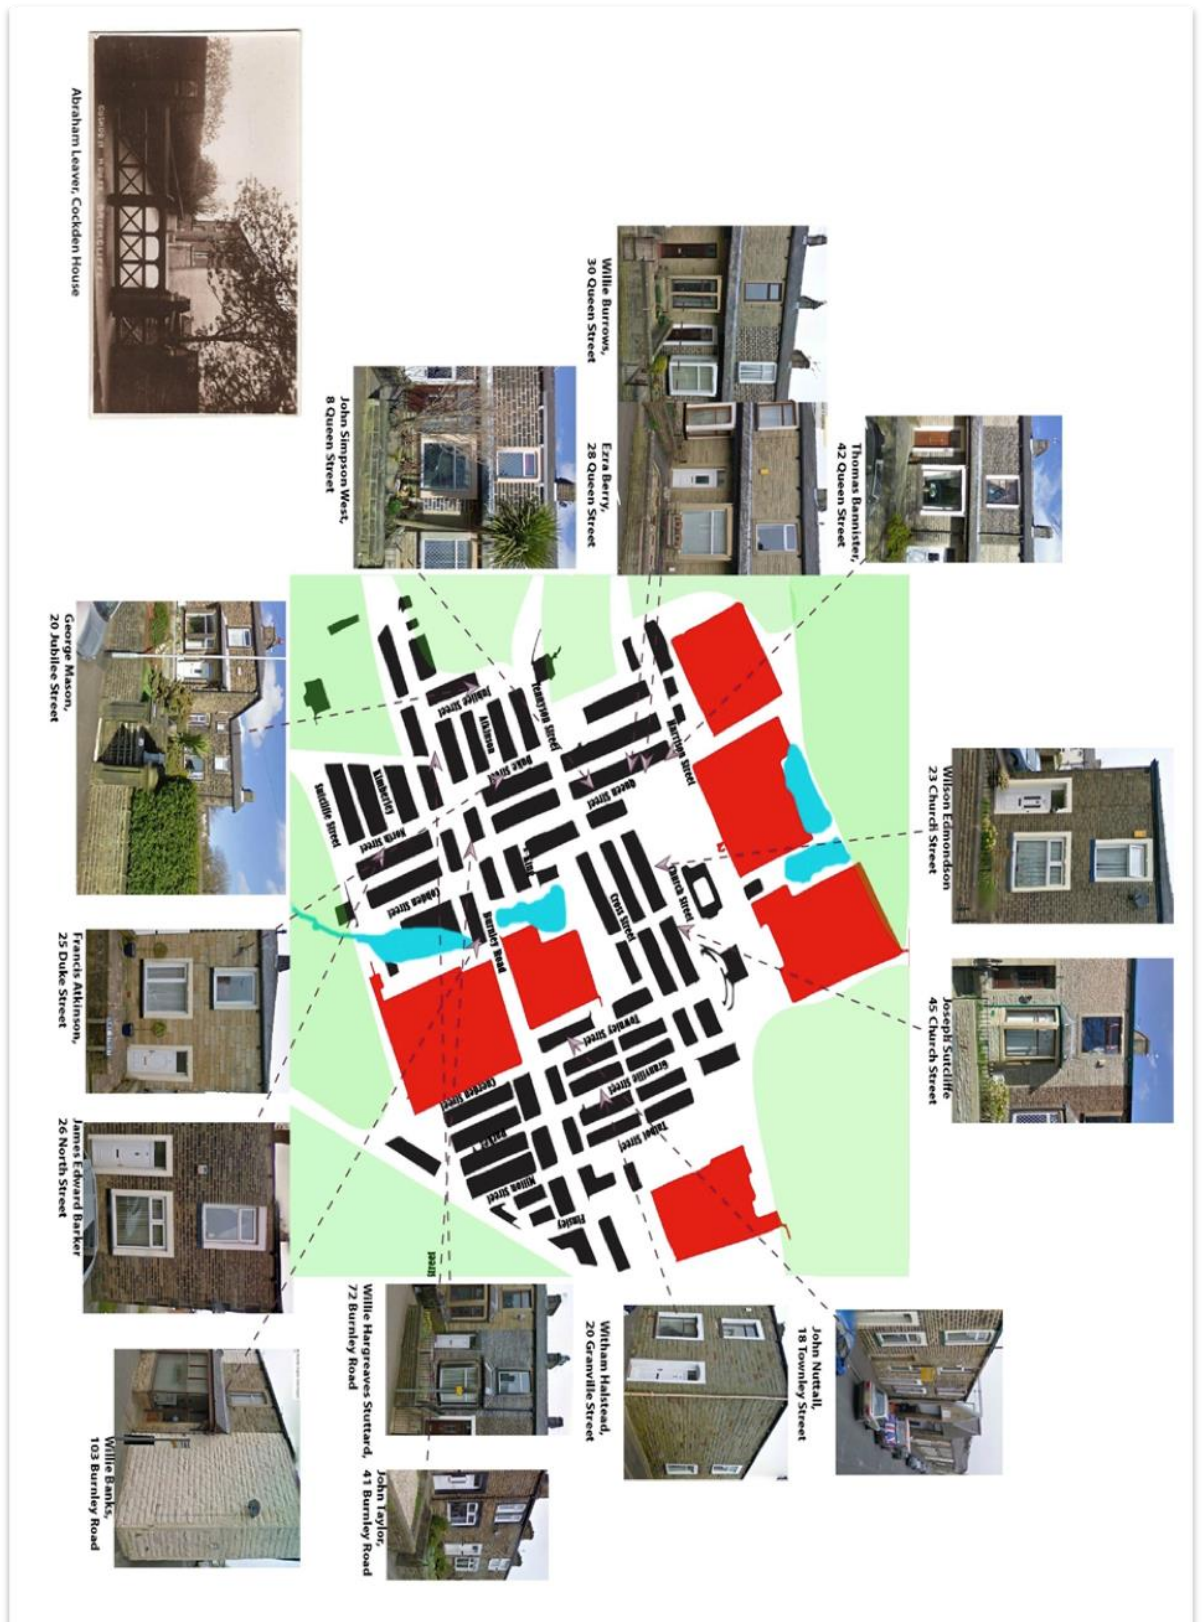 Abraham Leaver, Cockden House
Willie Burrows,
30 Queen Street
Ezra Berry,
28 Queen Street
Thomas Bannister,
42 Queen Street
John Simpson West,
8 Queen Street
George Mason,
20 Jubilee Street
Wilson Edmondson
23 Church Street
Joseph Sutcliffe
45 Church Street
Francis Atkinson,
25 Duke Street
James Edward Barker
26 North Street
Willie Banks,
103 Burnley Road
Willie Hargreaves Stuttard,
72 Burnley Road
John Taylor,
41 Burnley Road
Witham Halstead,
20 Granville Street
John Nuttall,
18 Townley Street
Tennyson Street
Jubilee Street
Atkinson
Duke Street
Harrison Street
Queen Street
Kimberley
Sutcliffe Street
North Street
Cobden Street
King
Church Street
Cross Street
Burnley Road
Townley Street
Granville Street
Talbot Street
Cuerden Street
Milton Street
Finsley
Street